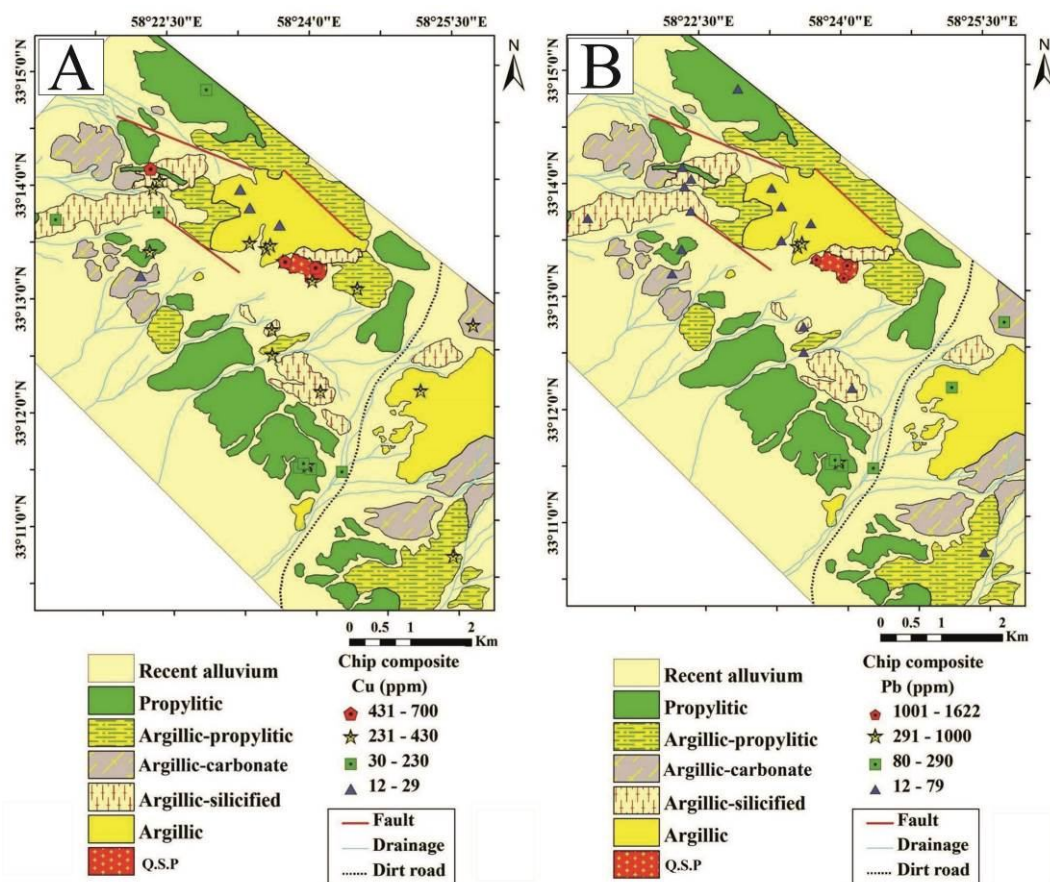 58°22'30"E 58°24'0"E 58°25'30"E
A
N
33°15'0"N
33°14'0"N
33°13'0"N
33°12'0"N
33°11'0"N
0 0.5 1 2
Km
Recent alluvium
Propylitic
Argillic-propylitic
Argillic-carbonate
Argillic-silicified
Argillic
Q.S.P
Chip composite
Cu (ppm)
431 - 700
231 - 430
30 - 230
12 - 29
Fault
Drainage
Dirt road
58°22'30"E 58°24'0"E 58°25'30"E
B
N
33°15'0"N
33°14'0"N
33°13'0"N
33°12'0"N
33°11'0"N
0 0.5 1 2
Km
Recent alluvium
Propylitic
Argillic-propylitic
Argillic-carbonate
Argillic-silicified
Argillic
Q.S.P
Chip composite
Pb (ppm)
1001 - 1622
291 - 1000
80 - 290
12 - 79
Fault
Drainage
Dirt road